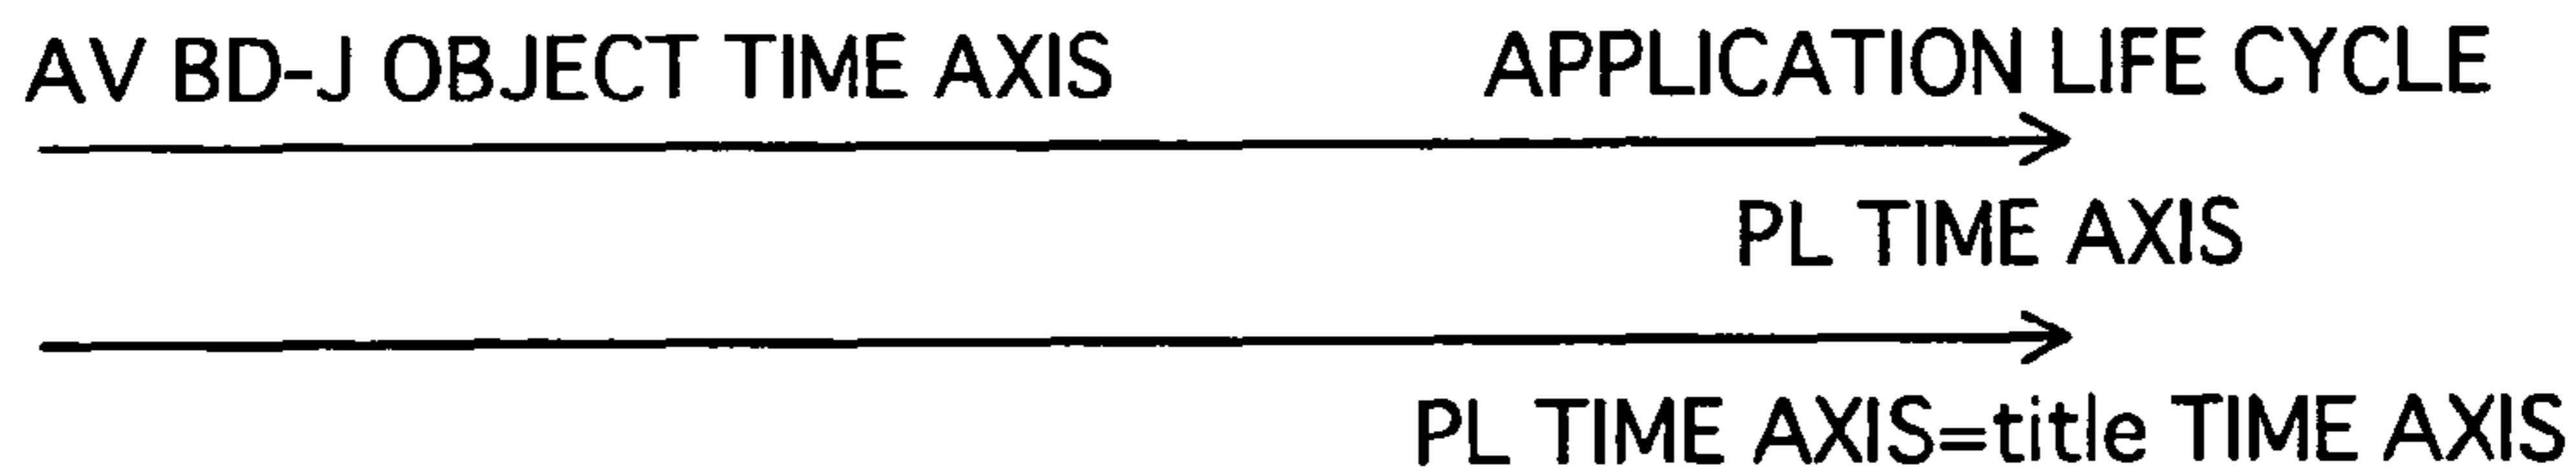 AV BD-J OBJECT TIME AXIS APPLICATION LIFE CYCLE
PL TIME AXIS
PL TIME AXIS=title TIME AXIS